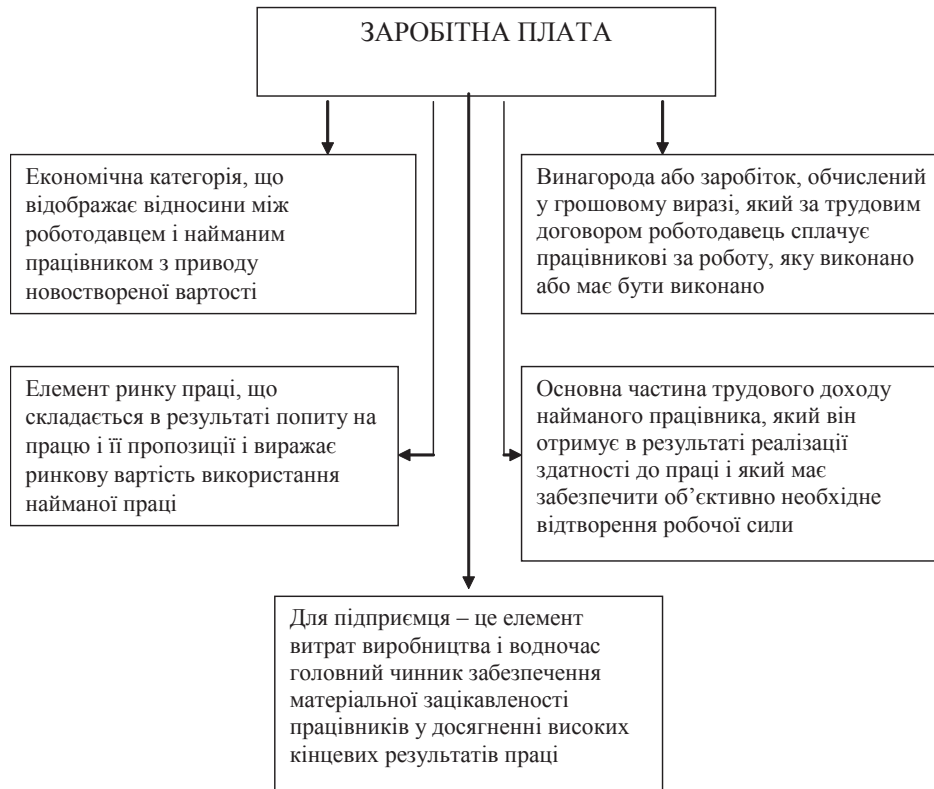 ЗАРОБІТНА ПЛАТА
Економічна категорія, що
відображає відносини між
роботодавцем і найманим
працівником з приводу
новоствореної вартості
Винагорода або заробіток, обчислений
у грошовому виразі, який за трудовим
договором роботодавець сплачує
працівникові за роботу, яку виконано
або має бути виконано
Елемент ринку праці, що
складається в результаті попиту на
працю і її пропозиції і виражає
ринкову вартість використання
найманої праці
Основна частина трудового доходу
найманого працівника, який він
отримує в результаті реалізації
здатності до праці і який має
забезпечити об’єктивно необхідне
відтворення робочої сили
Для підприємця – це елемент
витрат виробництва і водночас
головний чинник забезпечення
матеріальної зацікавленості
працівників у досягненні високих
кінцевих результатів праці